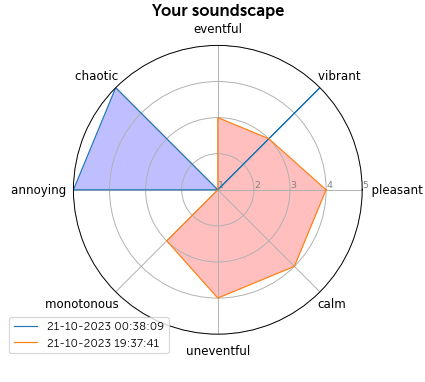 Your soundscape
eventful
chaotic
vibrant
annoying
1
2
3
4
5
pleasant
monotonous
calm
21-10-2023 00:38:09
21-10-2023 19:37:41
uneventful